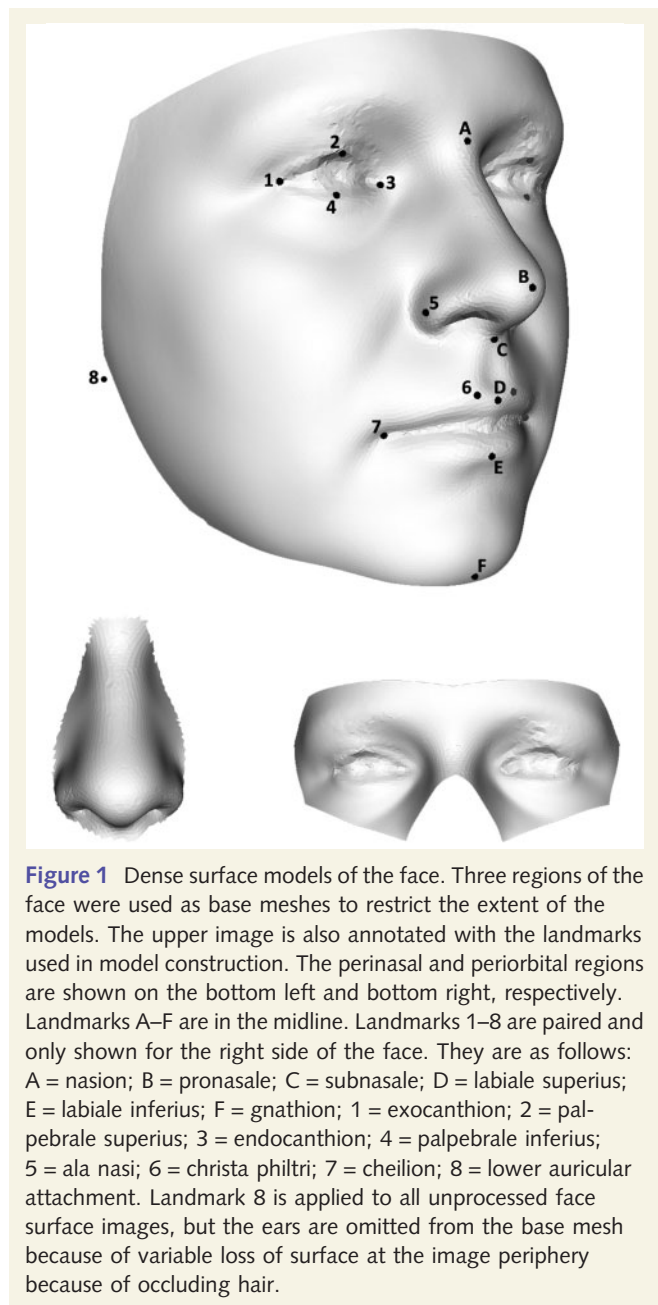 A
2
1
3
4
B
5
C
8
6
D
7
E
F
Figure 1 Dense surface models of the face. Three regions of the
face were used as base meshes to restrict the extent of the
models. The upper image is also annotated with the landmarks
used in model construction. The perinasal and periorbital regions
are shown on the bottom left and bottom right, respectively.
Landmarks A–F are in the midline. Landmarks 1–8 are paired and
only shown for the right side of the face. They are as follows:
A = nasion; B = pronasale; C = subnasale; D = labiale superius;
E = labiale inferius; F = gnathion; 1 = exocanthion; 2 = pal-
pebrale superius; 3 = endocanthion; 4 = palpebrale inferius;
5 = ala nasi; 6 = christa philtri; 7 = cheilion; 8 = lower auricular
attachment. Landmark 8 is applied to all unprocessed face
surface images, but the ears are omitted from the base mesh
because of variable loss of surface at the image periphery
because of occluding hair.